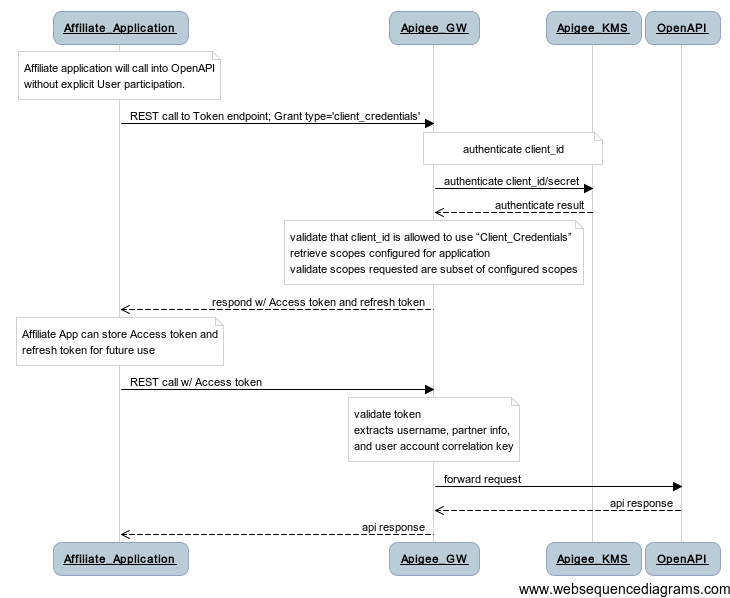 Affiliate_Application Apigee_GW Apigee_KMS OpenAPI
Affiliate application will call into OpenAPI
without explicit User participation.
REST call to Token endpoint; Grant type='client_credentials'
authenticate client_id
authenticate client_id/secret
authenticate result
validate that client_id is allowed to use “Client_Credentials”
retrieve scopes configured for application
validate scopes requested are subset of configured scopes
respond w/ Access token and refresh token
Affiliate App can store Access token and
refresh token for future use
REST call w/ Access token
validate token
extracts username, partner info,
and user account correlation key
forward request
api response
api response
Affiliate_Application Apigee_GW Apigee_KMS OpenAPI
www.websequencediagrams.com